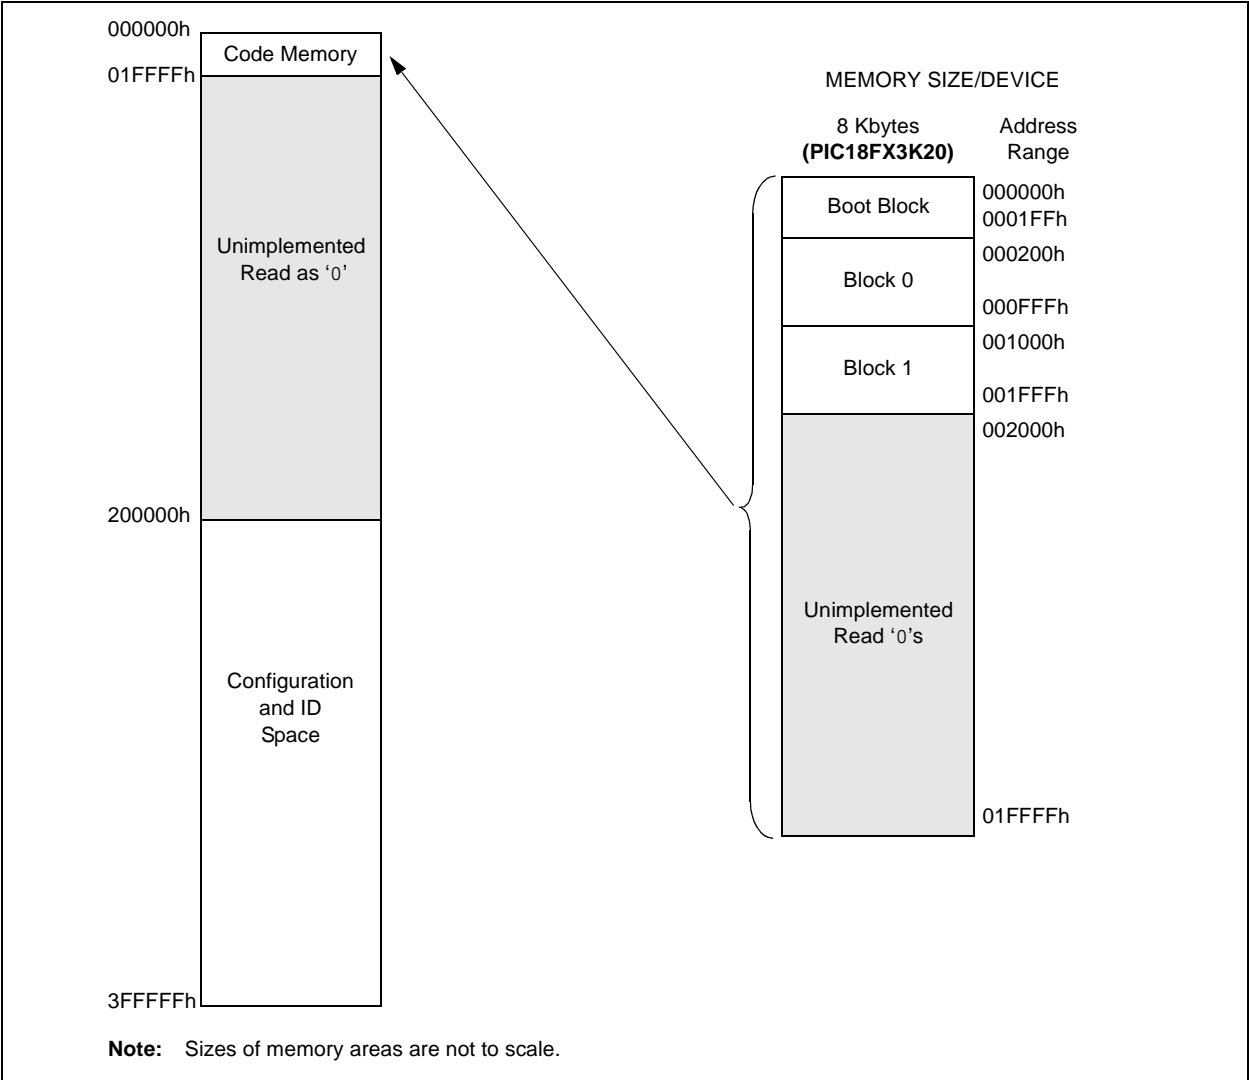 000000h
Code Memory
01FFFFh
Unimplemented
Read as ‘0’
200000h
Configuration
and ID
Space
3FFFFFh
MEMORY SIZE/DEVICE
8 Kbytes
(PIC18FX3K20)
Address
Range
Boot Block
000000h
0001FFh
Block 0
000200h
000FFFh
Block 1
001000h
001FFFh
002000h
Unimplemented
Read ‘0’s
01FFFFh
Note: Sizes of memory areas are not to scale.